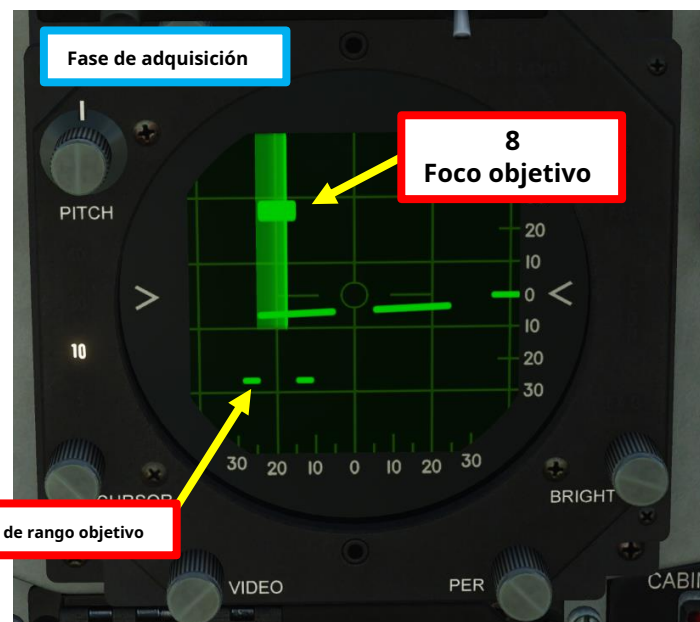 Fase de adquisición
8
Foco objetivo
PITCH
20
10
0
10
20
30
> <
10
30 20 10 0 10 20 30
CURSOR
BRIGHT
de rango objetivo
VIDEO
PER
CABIN